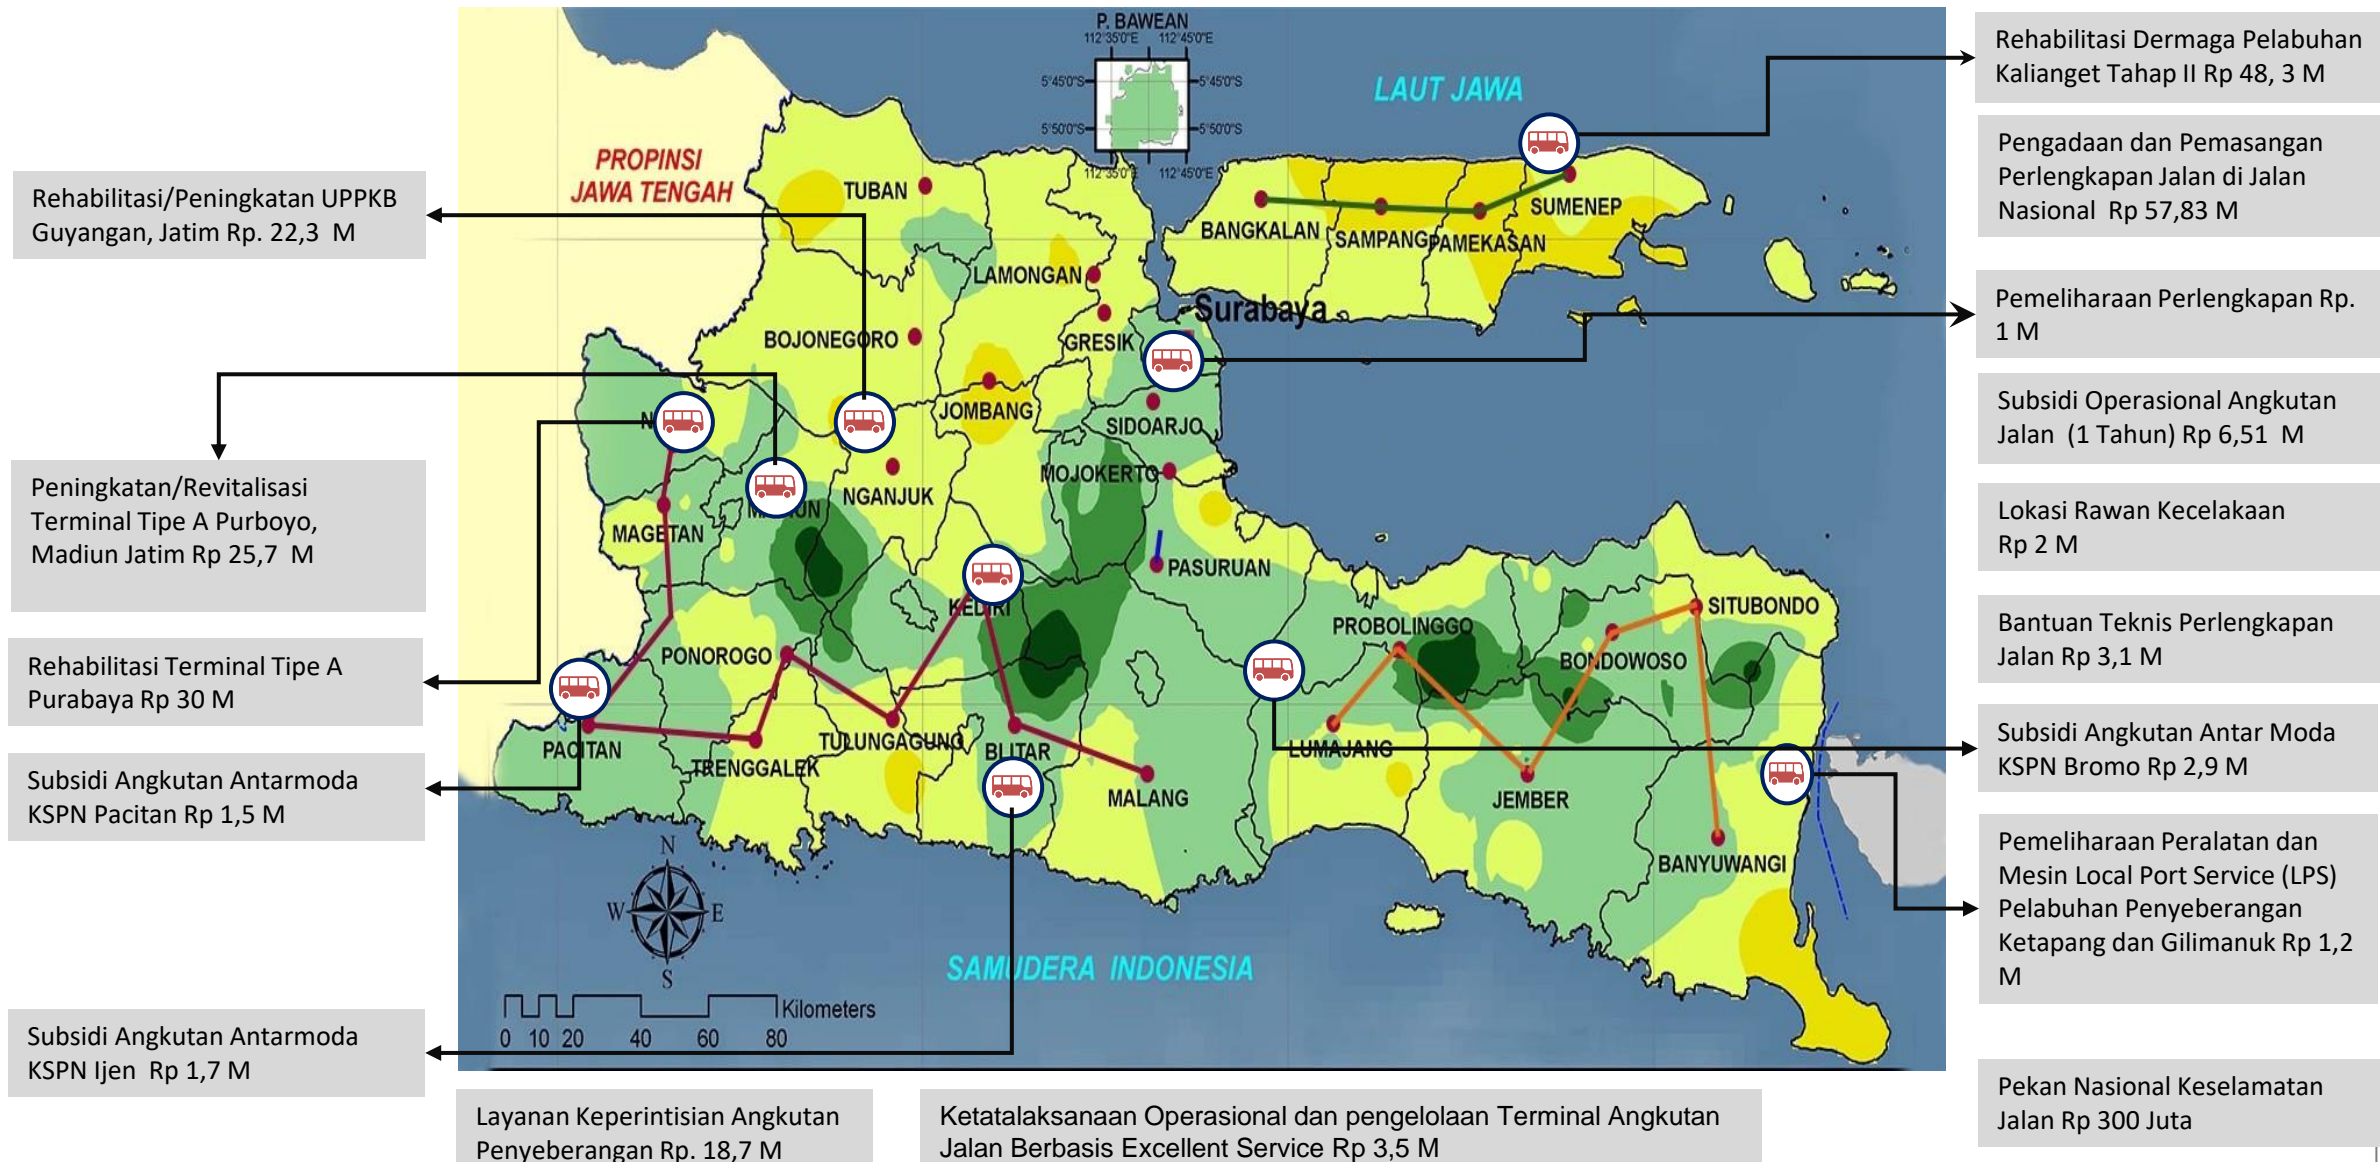 Rehabilitasi/Peningkatan UPPKB
Guyangan, Jatim Rp. 22,3 M
Peningkatan/Revitalisasi
Terminal Tipe A Purboyo,
Madiun Jatim Rp 25,7 M
Rehabilitasi Terminal Tipe A
Purabaya Rp 30 M
Subsidi Angkutan Antarmoda
KSPN Pacitan Rp 1,5 M
Subsidi Angkutan Antarmoda
KSPN Ijen Rp 1,7 M
P. BAWEAN
112°35'0"E 112°45'0"E
5°45'0"S 5°45'0"S
5°50'0"S 5°50'0"S
112°35'0"E 112°45'0"E
LAUT JAWA
PROPINSI
JAWA TENGAH
TUBAN
BANGKALAN
SAMPANG
PAMEKASAN
SUMENEP
LAMONGAN
Surabaya
BOJONEGORO
GRESIK
JOMBANG
SIDOARJO
MOJOKERTO
NGANJUK
MAGETAN
PASURUAN
KEDIRI
SITUBONDO
PROBOLINGGO
PONOROGO
BONDOWOSO
PACITAN
TULUNGAGUNG
BLITAR
LUMAJANG
TRENGGALEK
MALANG
JEMBER
BANYUWANGI
N
W E
S
SAMUDERA INDONESIA
Kilometers
0 10 20 40 60 80
Rehabilitasi Dermaga Pelabuhan
Kalianget Tahap II Rp 48, 3 M
Pengadaan dan Pemasangan
Perlengkapan Jalan di Jalan
Nasional Rp 57,83 M
Pemeliharaan Perlengkapan Rp.
1 M
Subsidi Operasional Angkutan
Jalan (1 Tahun) Rp 6,51 M
Lokasi Rawan Kecelakaan
Rp 2 M
Bantuan Teknis Perlengkapan
Jalan Rp 3,1 M
Subsidi Angkutan Antar Moda
KSPN Bromo Rp 2,9 M
Pemeliharaan Peralatan dan
Mesin Local Port Service (LPS)
Pelabuhan Penyeberangan
Ketapang dan Gilimanuk Rp 1,2
M
Pekan Nasional Keselamatan
Jalan Rp 300 Juta
Layanan Keperintisian Angkutan
Penyeberangan Rp. 18,7 M
Ketatalaksanaan Operasional dan pengelolaan Terminal Angkutan
Jalan Berbasis Excellent Service Rp 3,5 M